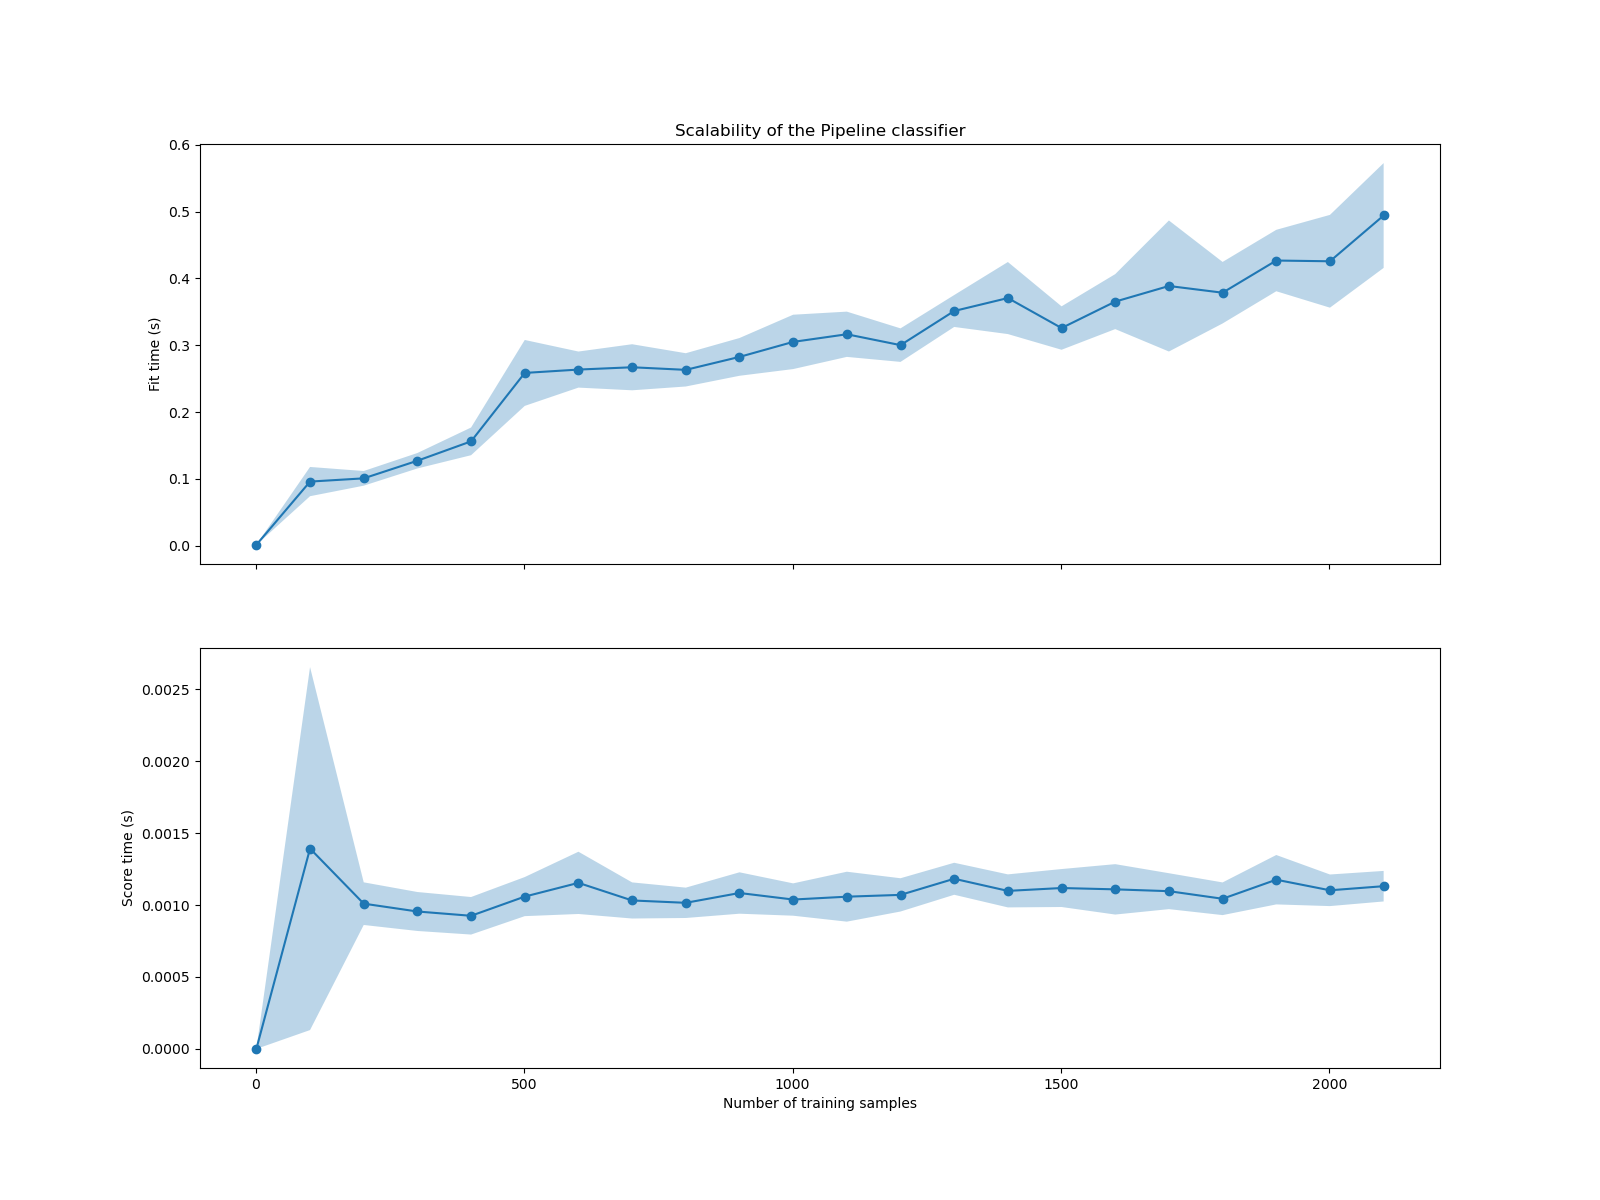 Scalability of the Pipeline classifier
0.6
0.5
0.4
0.3
0.2
0.1
0.0
Fit time (s)
0.0025
0.0020
0.0015
0.0010
0.0005
0.0000
Score time (s)
0 500 1000 1500 2000
Number of training samples